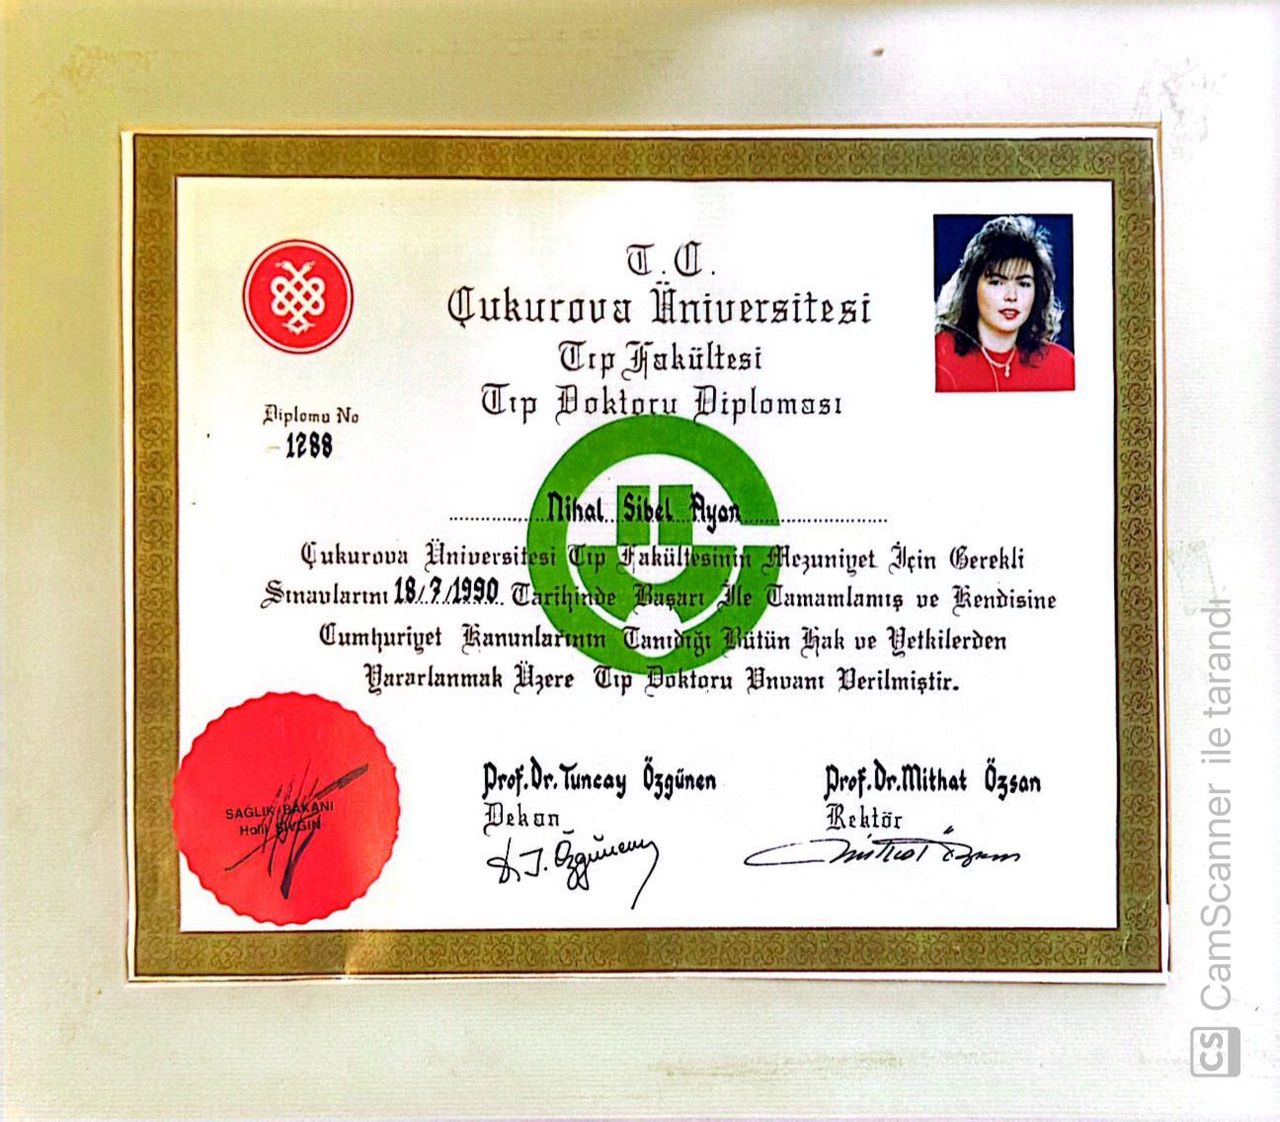 T.C.
Çukurova Üniversitesi
Tıp Fakültesi
Tıp Doktoru Diploması
Diploma No
1288
Nihal Sibel Ayan
Çukurova Üniversitesi Tıp Fakültesinin Mezuniyet İçin Gerekli
Sınavlarını 18/7/1990 Tarihinde Başarı İle Tamamlamış ve Kendisine
Cumhuriyet Kanunlarının Tanıdığı Bütün Hak ve Yetkilerden
Yararlanmak Üzere Tıp Doktoru Unvanı Verilmiştir.
Prof.Dr.Tuncay Özgünen
Dekan
Prof.Dr.Mithat Özsan
Rektör
SAĞLIK BAKANI
Halil
CS CamScanner ile tarandı